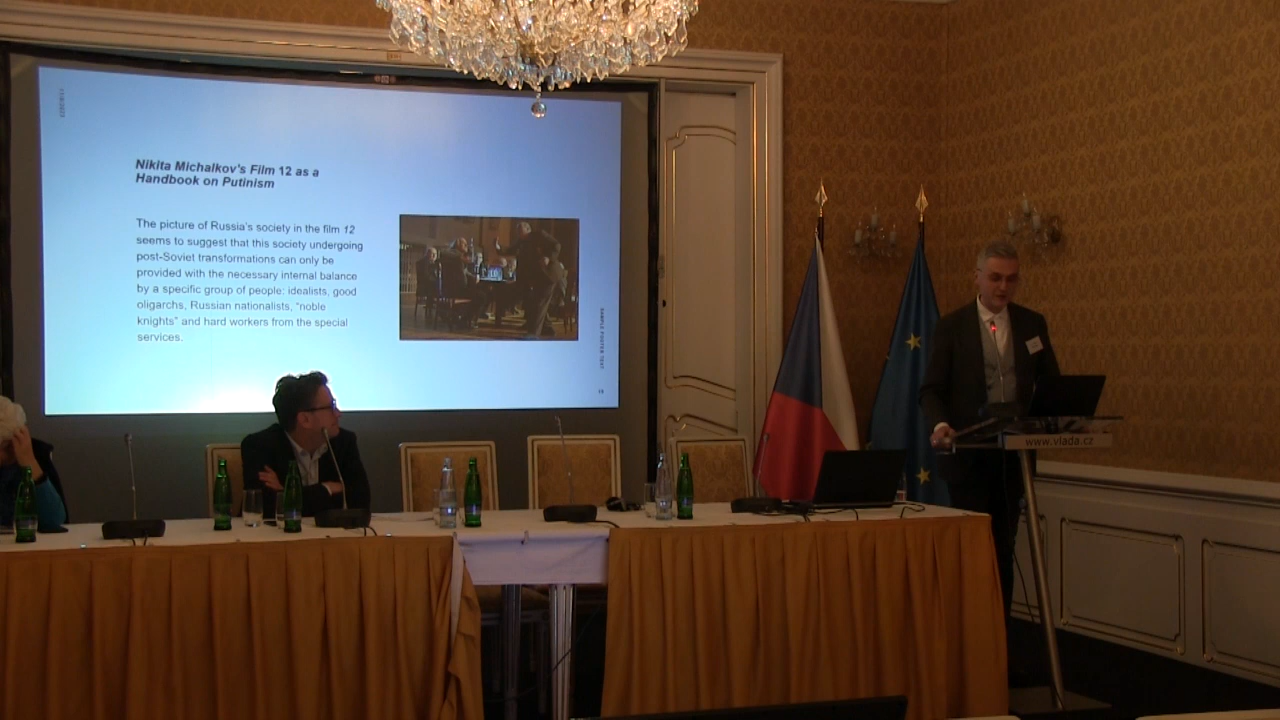 Nikita Michalkov's Film 12 as a
Handbook on Putinism
The picture of Russia's society in the film 12
seems to suggest that this society undergoing
post-Soviet transformations can only be
provided with the necessary internal balance
by a specific group of people: idealists, good
oligarchs, Russian nationalists, "noble
knights" and hard workers from the special
services.
SAMPLE FOOTER TEXT
www.vlada.cz